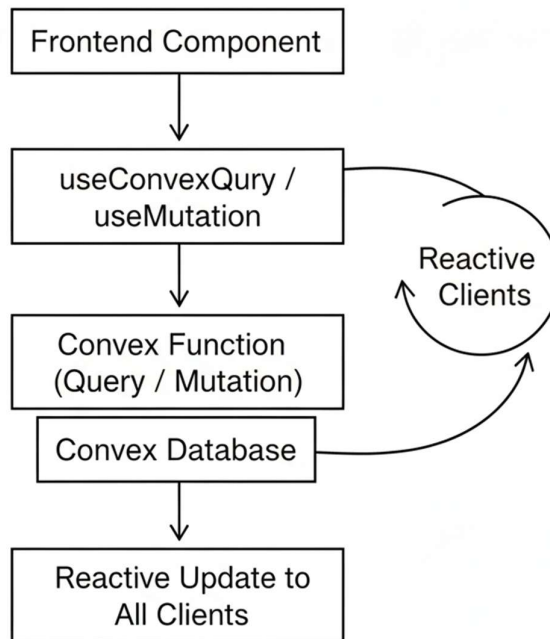 Frontend Component
useConvexQury /
useMutation
Reactive
Clients
Convex Function
(Query / Mutation)
Convex Database
Reactive Update to
All Clients